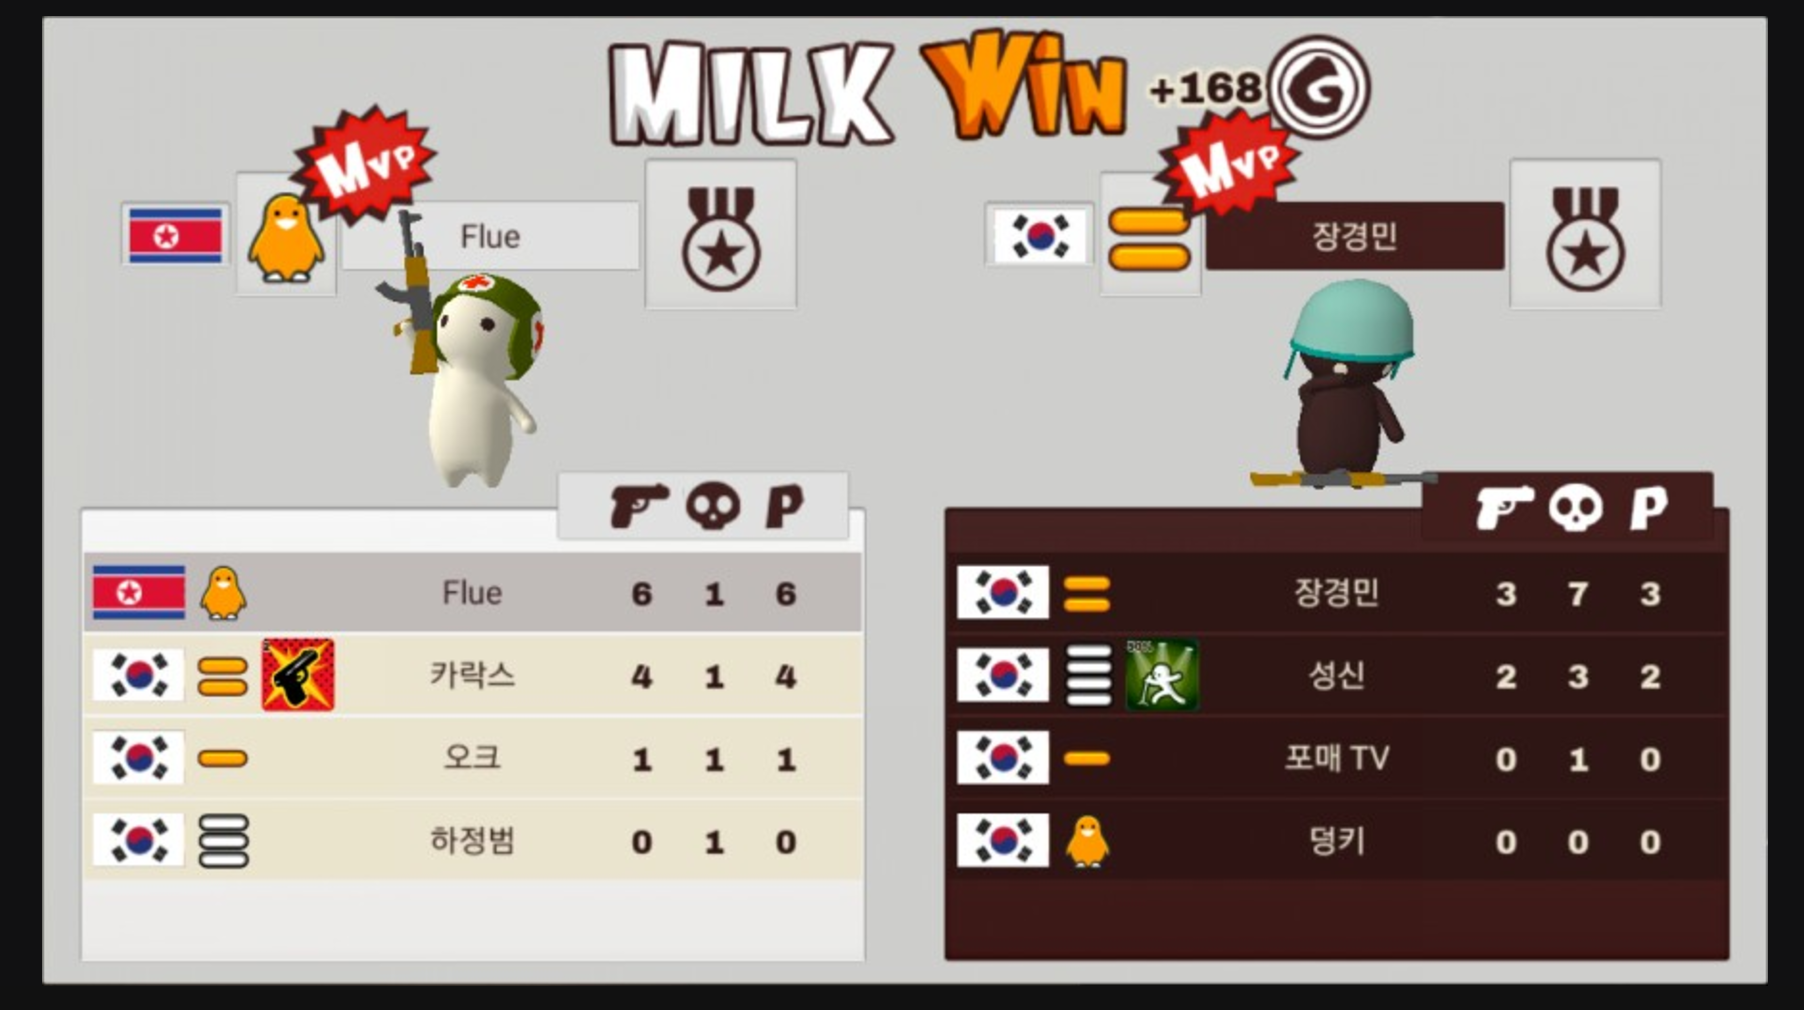 MILK WiN +168 G
MVP
MVP
Flue
장경민
P
P
Flue 6 1 6
카락스 4 1 4
오크 1 1 1
하정범 0 1 0
장경민 3 7 3
성신 2 3 2
포매 TV 0 1 0
덩키 0 0 0